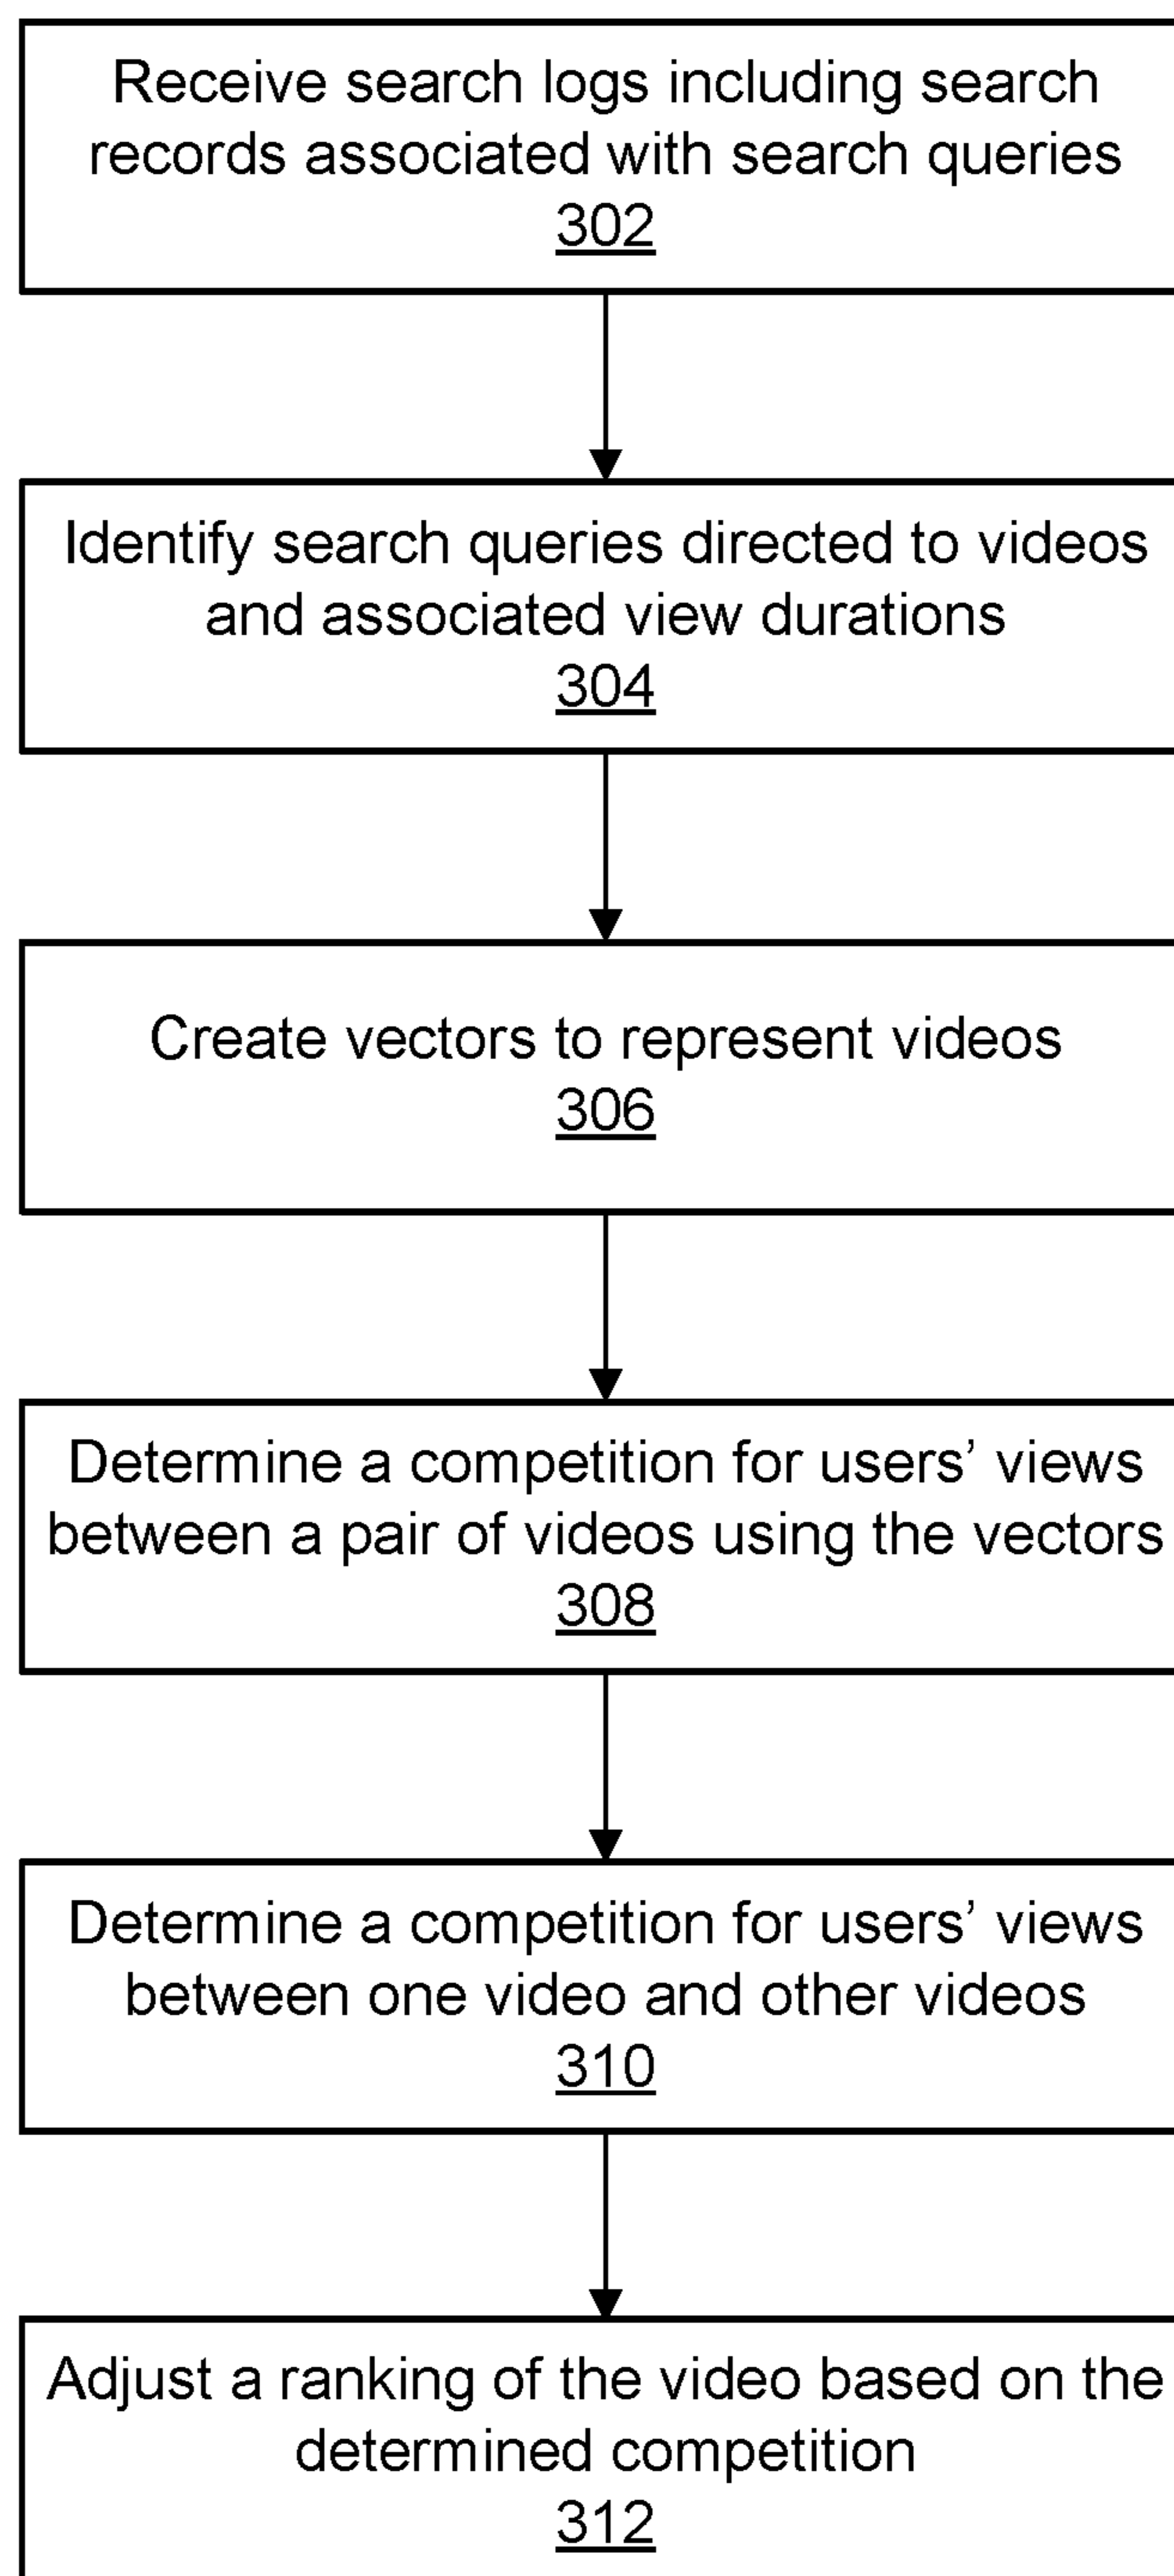 Receive search logs including search
records associated with search queries
302
Identify search queries directed to videos
and associated view durations
304
Create vectors to represent videos
306
Determine a competition for users’ views
between a pair of videos using the vectors
308
Determine a competition for users’ views
between one video and other videos
310
Adjust a ranking of the video based on the
determined competition
312